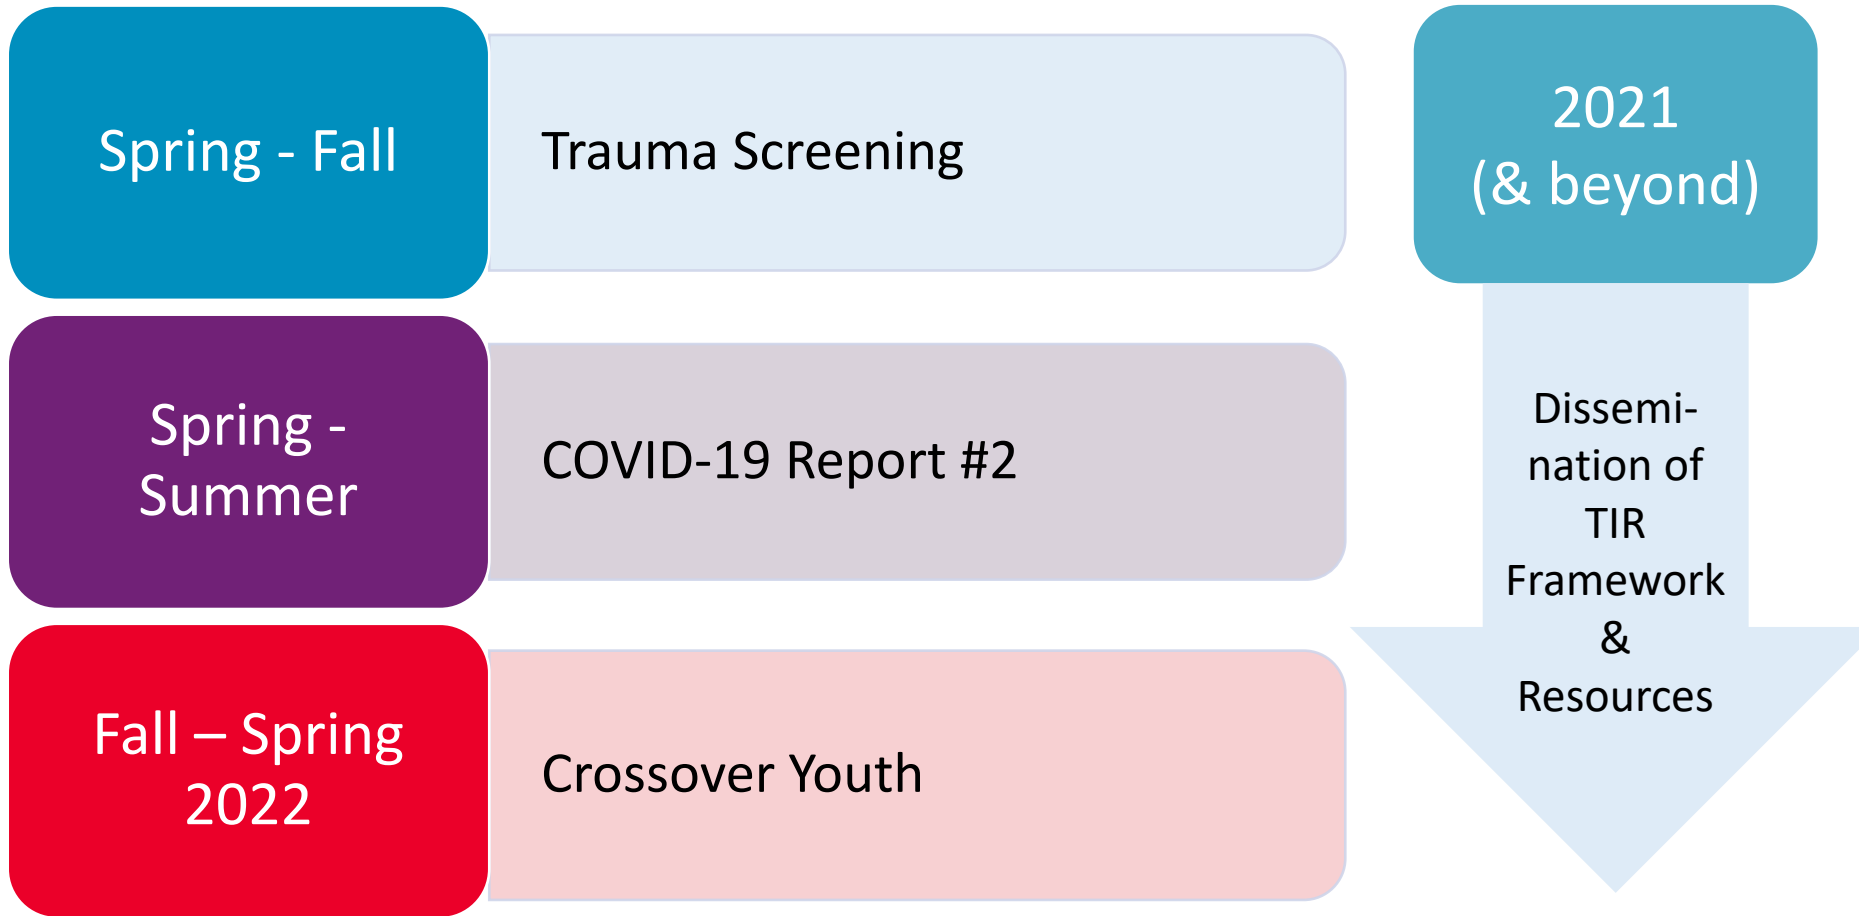 Spring - Fall
Trauma Screening
Spring -
Summer
COVID-19 Report #2
Fall – Spring
2022
Crossover Youth
2021
(& beyond)
Dissemi-
nation of
TIR
Framework
&
Resources